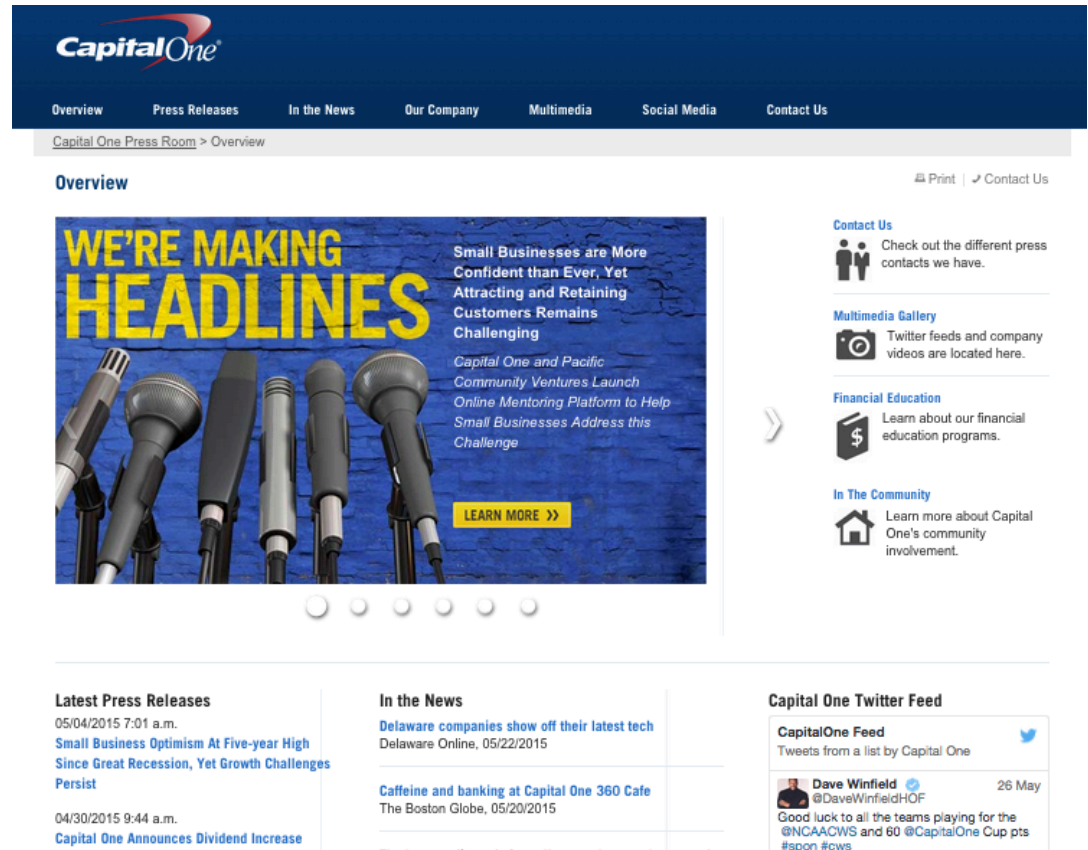 CapitalOne®
Overview
Press Releases
In the News
Our Company
Multimedia
Social Media
Contact Us
Capital One Press Room > Overview
Overview
Print | Contact Us
WE'RE MAKING
HEADLINES
Small Businesses are More
Confident than Ever, Yet
Attracting and Retaining
Customers Remains
Challenging
Capital One and Pacific
Community Ventures Launch
Online Mentoring Platform to Help
Small Businesses Address this
Challenge
LEARN MORE >>
Contact Us
Check out the different press
contacts we have.
Multimedia Gallery
Twitter feeds and company
videos are located here.
Financial Education
$
Learn about our financial
education programs.
In The Community
Learn more about Capital
One's community
involvement.
Latest Press Releases
05/04/2015 7:01 a.m.
Small Business Optimism At Five-year High
Since Great Recession, Yet Growth Challenges
Persist
04/30/2015 9:44 a.m.
Capital One Announces Dividend Increase
In the News
Delaware companies show off their latest tech
Delaware Online, 05/22/2015
Caffeine and banking at Capital One 360 Cafe
The Boston Globe, 05/20/2015
Capital One Twitter Feed
CapitalOne Feed
Tweets from a list by Capital One
Dave Winfield
26 May
@DaveWinfieldHOF
Good luck to all the teams playing for the
@NCAACWS and 60 @CapitalOne Cup pts
#spon #cws